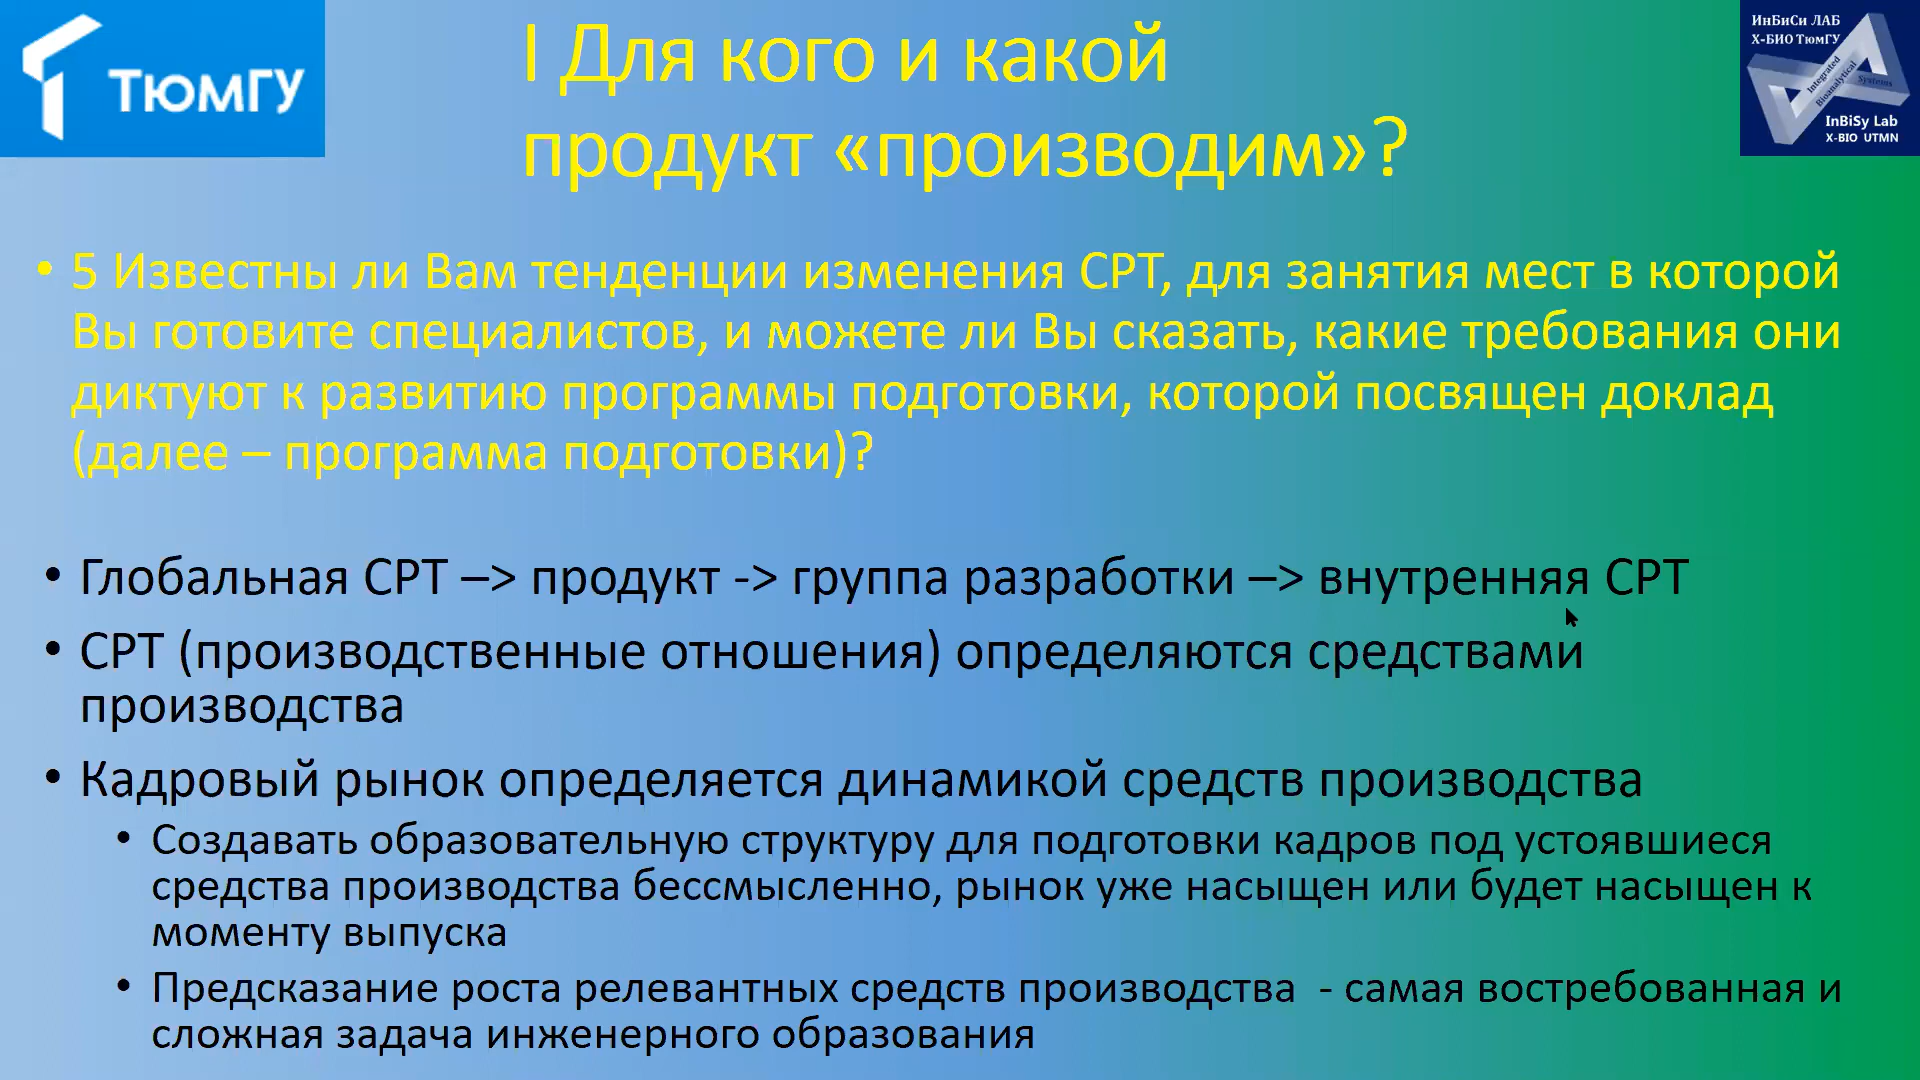 ТЮМГУ
I Для кого и какой
продукт «производим»?
ИнБиСи ЛАБ
Х-БИО ТюмГУ
Integrated
Bioanalytical
Systems
InBiSy Lab
X-BIO UTMN
• 5 Известны ли Вам тенденции изменения СРТ, для занятия мест в которой
Вы готовите специалистов, и можете ли Вы сказать, какие требования они
диктуют к развитию программы подготовки, которой посвящен доклад
(далее – программа подготовки)?
• Глобальная СРТ –> продукт -> группа разработки –> внутренняя СРТ
• СРТ (производственные отношения) определяются средствами
производства
• Кадровый рынок определяется динамикой средств производства
• Создавать образовательную структуру для подготовки кадров под устоявшиеся
средства производства бессмысленно, рынок уже насыщен или будет насыщен к
моменту выпуска
• Предсказание роста релевантных средств производства - самая востребованная и
сложная задача инженерного образования